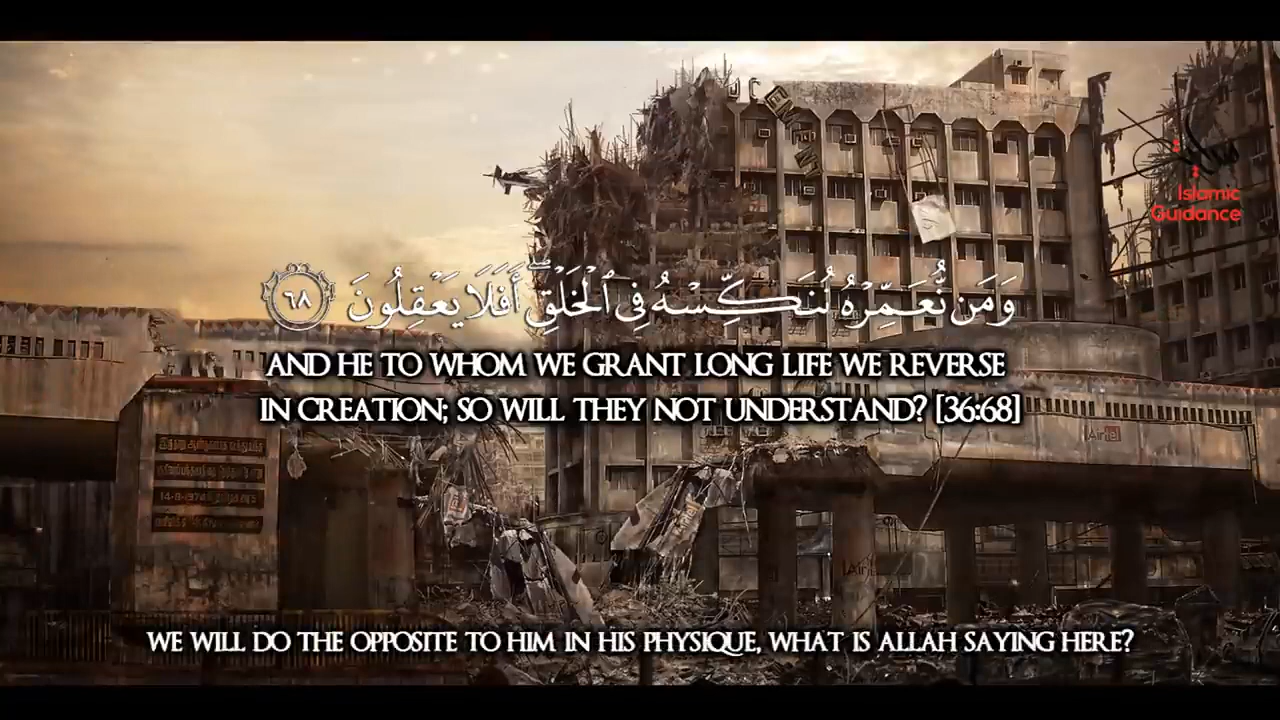 Islamic
Guidance
وَمَن نُّعَمِّرْهُ نُنَكِّسْهُ فِى ٱلْخَلْقِ ۖ أَفَلَا يَعْقِلُونَ ٦٨
AND HE TO WHOM WE GRANT LONG LIFE WE REVERSE
IN CREATION; SO WILL THEY NOT UNDERSTAND? [36:68]
Airtel
WE WILL DO THE OPPOSITE TO HIM IN HIS PHYSIQUE, WHAT IS ALLAH SAYING HERE?